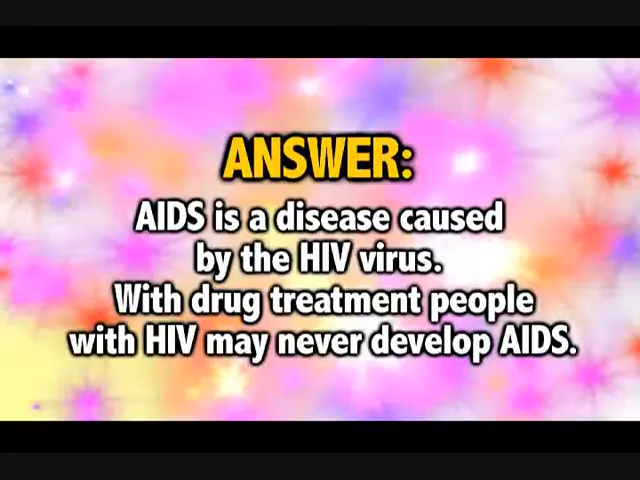 ANSWER:
AIDS is a disease caused
by the HIV virus.
With drug treatment people
with HIV may never develop AIDS.